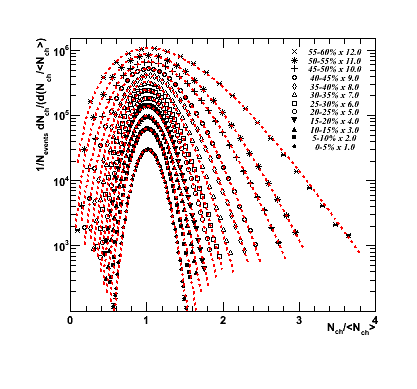 1/N_events dN_ch/(d(N_ch/<N_ch>)
10^6
10^5
10^4
10^3
55-60% x 12.0
50-55% x 11.0
45-50% x 10.0
40-45% x 9.0
35-40% x 8.0
30-35% x 7.0
25-30% x 6.0
20-25% x 5.0
15-20% x 4.0
10-15% x 3.0
5-10% x 2.0
0-5% x 1.0
0 1 2 3 4
N_ch/<N_ch>